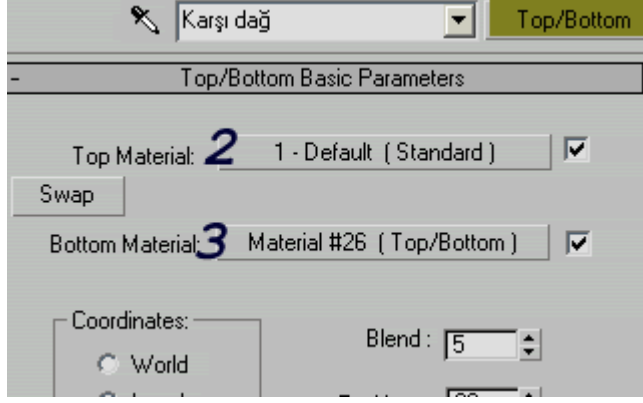 Karşı dağ Top/Bottom
- Top/Bottom Basic Parameters
Top Material: 2 1 - Default ( Standard )
Swap
Bottom Material: 3 Material #26 ( Top/Bottom )
Coordinates:
Blend : 5
World